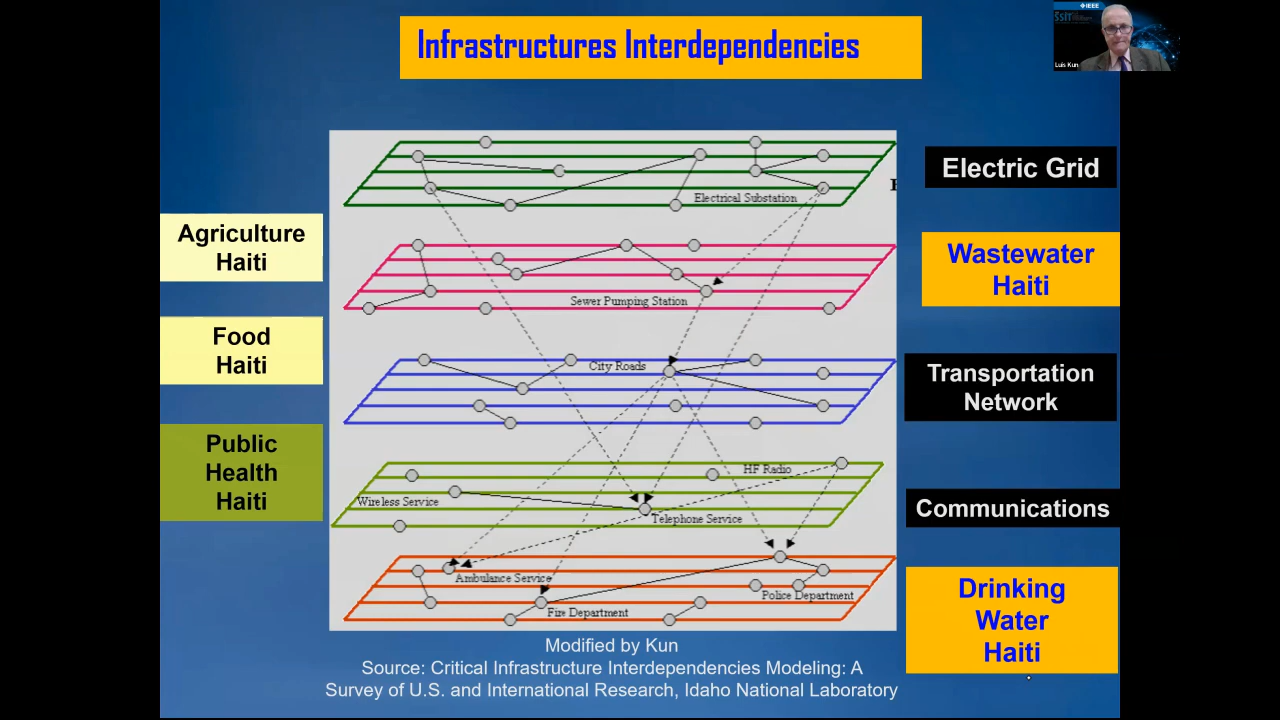 Infrastructures Interdependencies
IEEE
SSIT
Luis Kun
Electrical Substation
Electric Grid
Agriculture
Haiti
Sewer Pumping Station
Wastewater
Haiti
Food
Haiti
City Roads
Transportation
Network
Public
Health
Haiti
HF Radio
Wireless Service
Telephone Service
Communications
Ambulance Service
Police Department
Fire Department
Drinking
Water
Haiti
Modified by Kun
Source: Critical Infrastructure Interdependencies Modeling: A
Survey of U.S. and International Research, Idaho National Laboratory